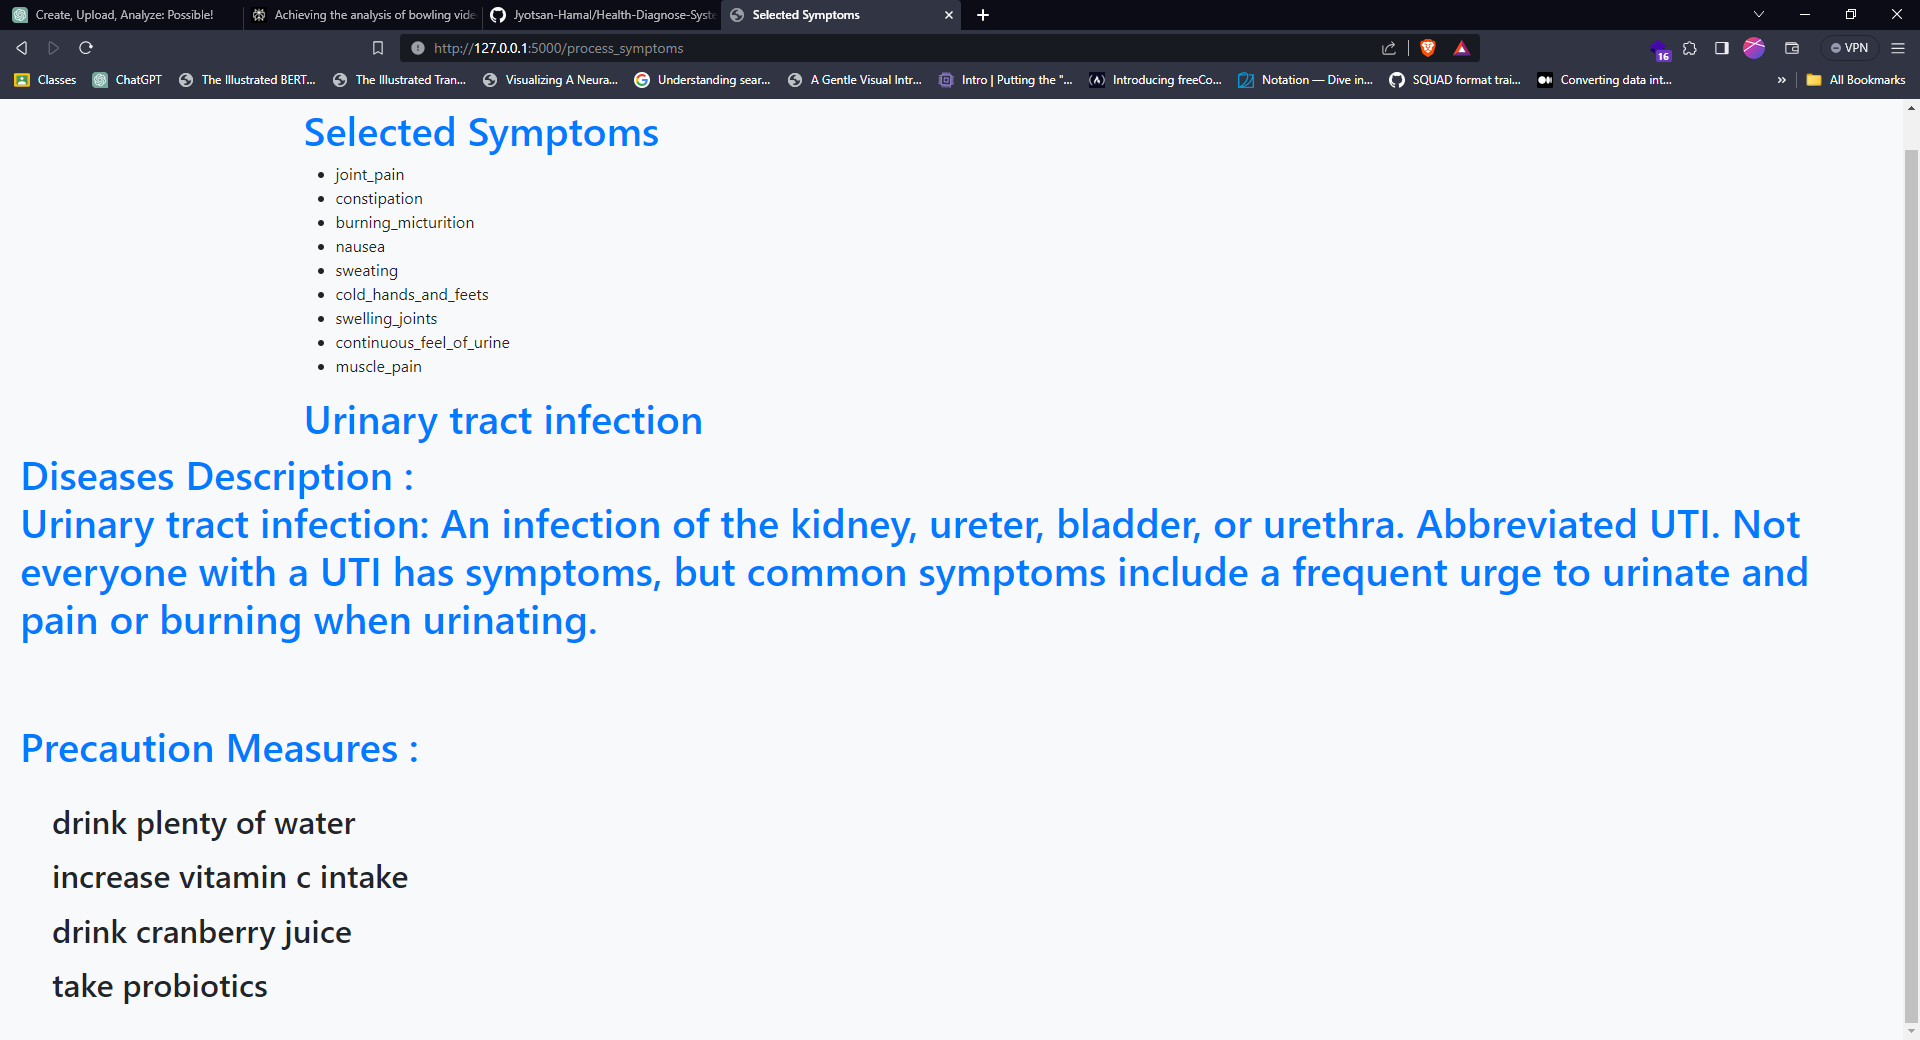 Create, Upload, Analyze: Possible!
Achieving the analysis of bowling vide
Jyotsan-Hamal/Health-Diagnose-Syste
Selected Symptoms
http://127.0.0.1:5000/process_symptoms
16
VPN
Classes
ChatGPT
The Illustrated BERT...
The Illustrated Tran...
Visualizing A Neura...
Understanding sear...
A Gentle Visual Intr...
Intro | Putting the "...
Introducing freeCo...
Notation — Dive in...
SQUAD format trai...
Converting data int...
»
All Bookmarks
Selected Symptoms
joint_pain
constipation
burning_micturition
nausea
sweating
cold_hands_and_feets
swelling_joints
continuous_feel_of_urine
muscle_pain
Urinary tract infection
Diseases Description :
Urinary tract infection: An infection of the kidney, ureter, bladder, or urethra. Abbreviated UTI. Not
everyone with a UTI has symptoms, but common symptoms include a frequent urge to urinate and
pain or burning when urinating.
Precaution Measures :
drink plenty of water
increase vitamin c intake
drink cranberry juice
take probiotics